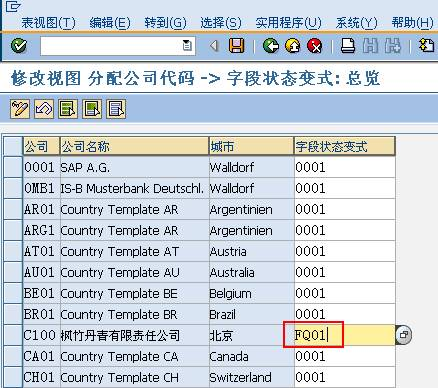 表视图(T) 编辑(E) 转到(G) 选择(S) 实用程序(U) 系统(Y) 帮助(H)
修改视图 分配公司代码 -> 字段状态变式: 总览
公司 公司名称 城市 字段状态变式
0001 SAP A.G. Walldorf 0001
0MB1 IS-B Musterbank Deutschl. Walldorf 0001
AR01 Country Template AR Argentinien 0001
ARG1 Country Template AR Argentinien 0001
AT01 Country Template AT Austria 0001
AU01 Country Template AU Australia 0001
BE01 Country Template BE Belgium 0001
BR01 Country Template BR Brazil 0001
C100 枫竹丹青有限责任公司 北京 FQ01
CA01 Country Template CA Canada 0001
CH01 Country Template CH Switzerland 0001